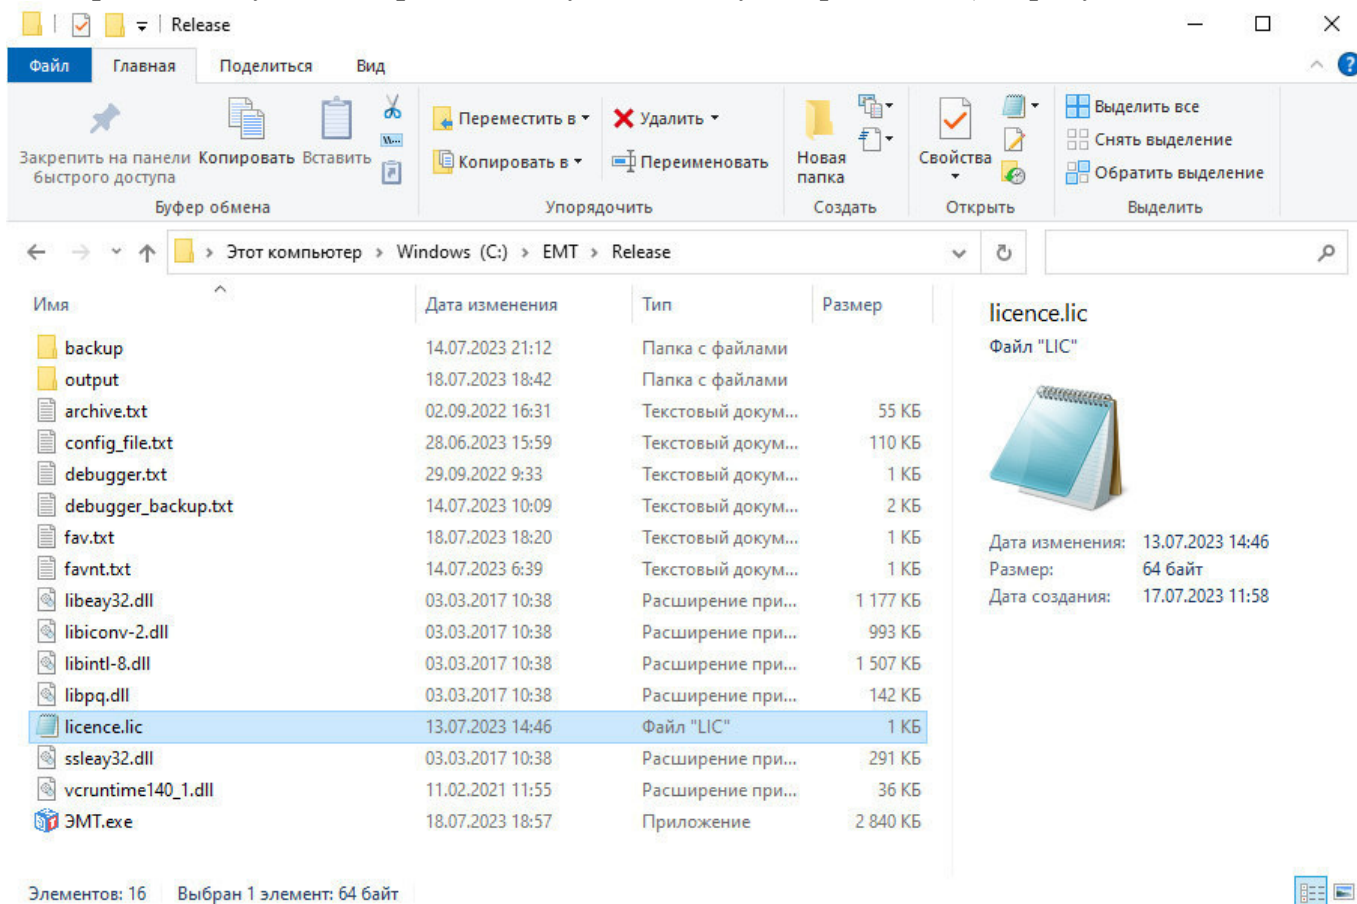 Release
Файл Главная Поделиться Вид
Закрепить на панели быстрого доступа
Копировать
Вставить
Переместить в
Копировать в
Удалить
Переименовать
Новая папка
Свойства
Выделить все
Снять выделение
Обратить выделение
Буфер обмена Упорядочить Создать Открыть Выделить
Этот компьютер > Windows (C:) > EMT > Release
Имя Дата изменения Тип Размер
backup 14.07.2023 21:12 Папка с файлами
output 18.07.2023 18:42 Папка с файлами
archive.txt 02.09.2022 16:31 Текстовый докум... 55 КБ
config_file.txt 28.06.2023 15:59 Текстовый докум... 110 КБ
debugger.txt 29.09.2022 9:33 Текстовый докум... 1 КБ
debugger_backup.txt 14.07.2023 10:09 Текстовый докум... 2 КБ
fav.txt 18.07.2023 18:20 Текстовый докум... 1 КБ
favnt.txt 14.07.2023 6:39 Текстовый докум... 1 КБ
libeay32.dll 03.03.2017 10:38 Расширение при... 1 177 КБ
libiconv-2.dll 03.03.2017 10:38 Расширение при... 993 КБ
libintl-8.dll 03.03.2017 10:38 Расширение при... 1 507 КБ
libpq.dll 03.03.2017 10:38 Расширение при... 142 КБ
licence.lic 13.07.2023 14:46 Файл "LIC" 1 КБ
ssleay32.dll 03.03.2017 10:38 Расширение при... 291 КБ
vcruntime140_1.dll 11.02.2021 11:55 Расширение при... 36 КБ
ЭМТ.exe 18.07.2023 18:57 Приложение 2 840 КБ
licence.lic
Файл "LIC"
Дата изменения: 13.07.2023 14:46
Размер: 64 байт
Дата создания: 17.07.2023 11:58
Элементов: 16 Выбран 1 элемент: 64 байт